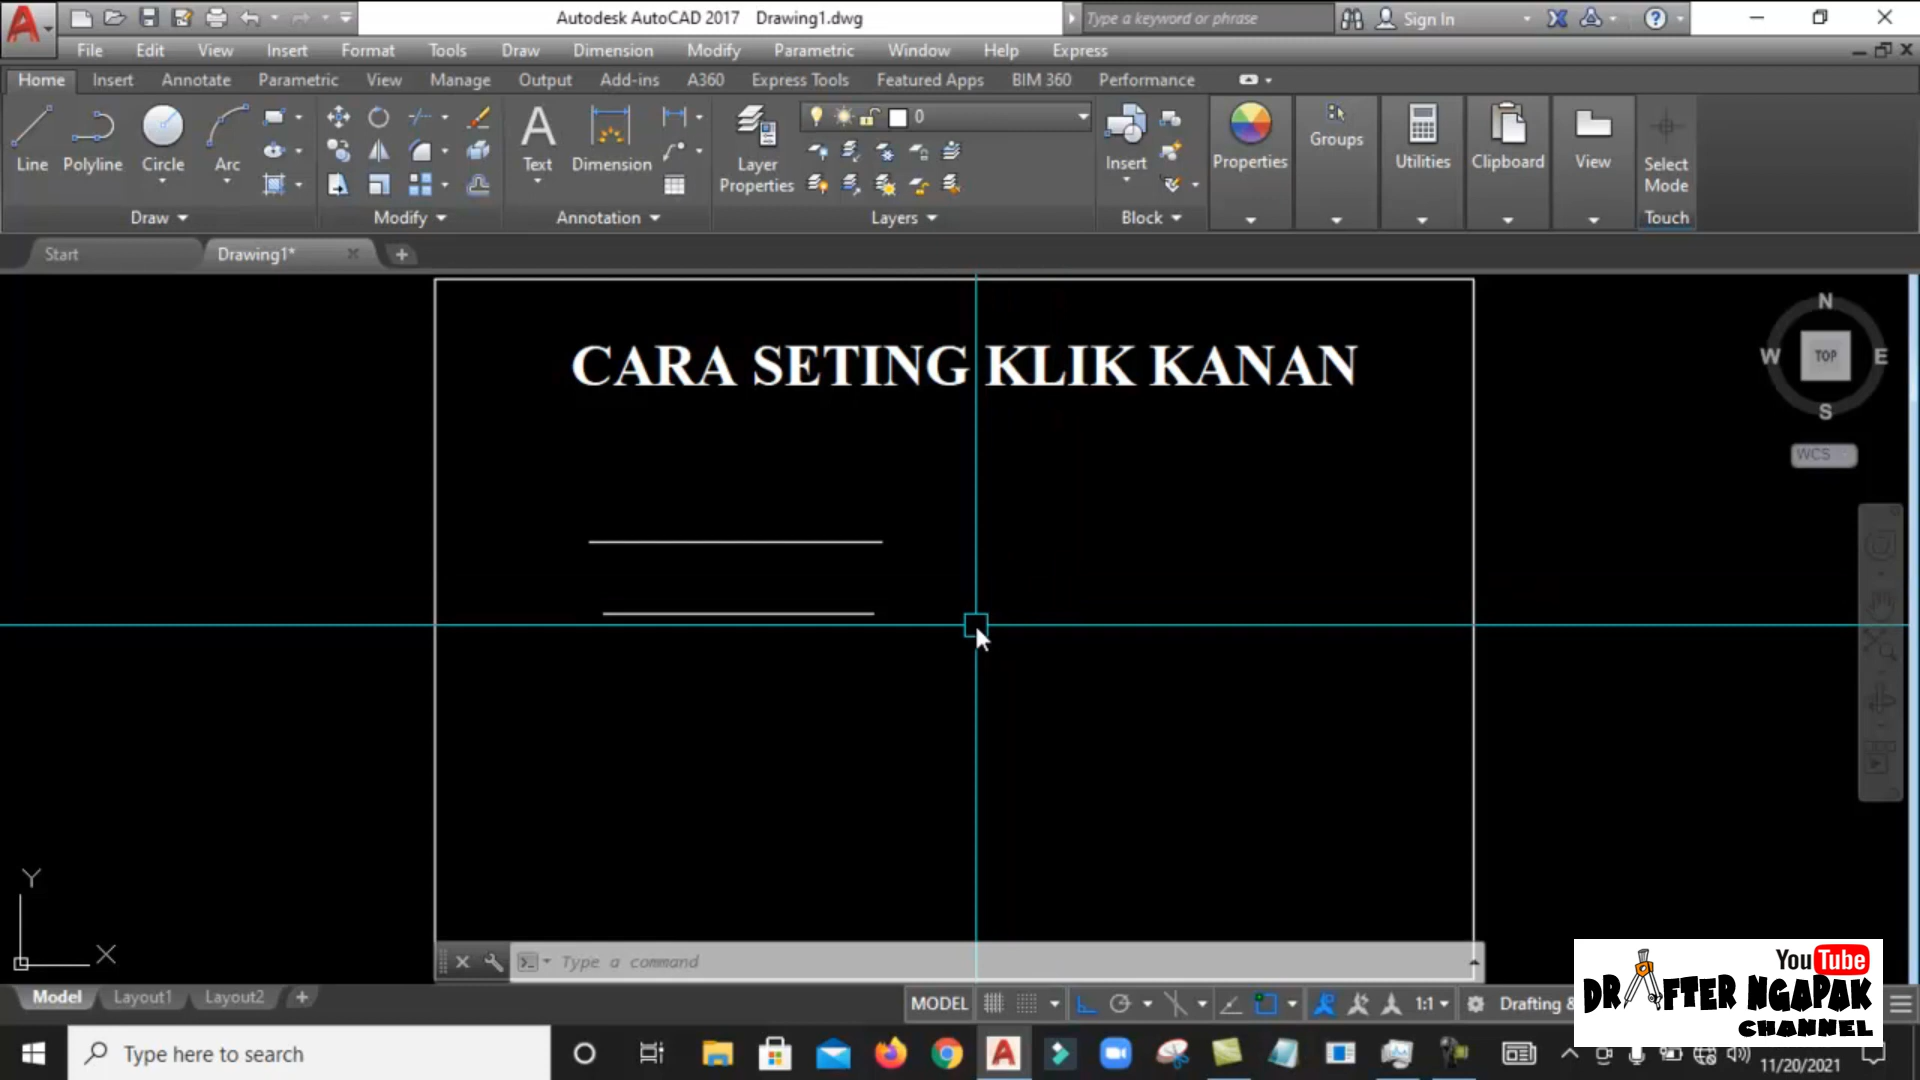 Autodesk AutoCAD 2017 Drawing1.dwg
Type a keyword or phrase
Sign In
File Edit View Insert Format Tools Draw Dimension Modify Parametric Window Help Express
Home Insert Annotate Parametric View Manage Output Add-ins A360 Express Tools Featured Apps BIM 360 Performance
0
Line Polyline Circle Arc
Text Dimension
Layer Properties
Insert
Properties
Groups
Utilities
Clipboard
View
Select Mode
Draw Modify Annotation Layers Block Touch
Start Drawing1*
CARA SETING KLIK KANAN
N
W TOP E
S
WCS
Y
X
Type a command
You Tube
DRAFTER NGAPAK
CHANNEL
Model Layout1 Layout2
MODEL 1:1 Drafting &
Type here to search
11/20/2021